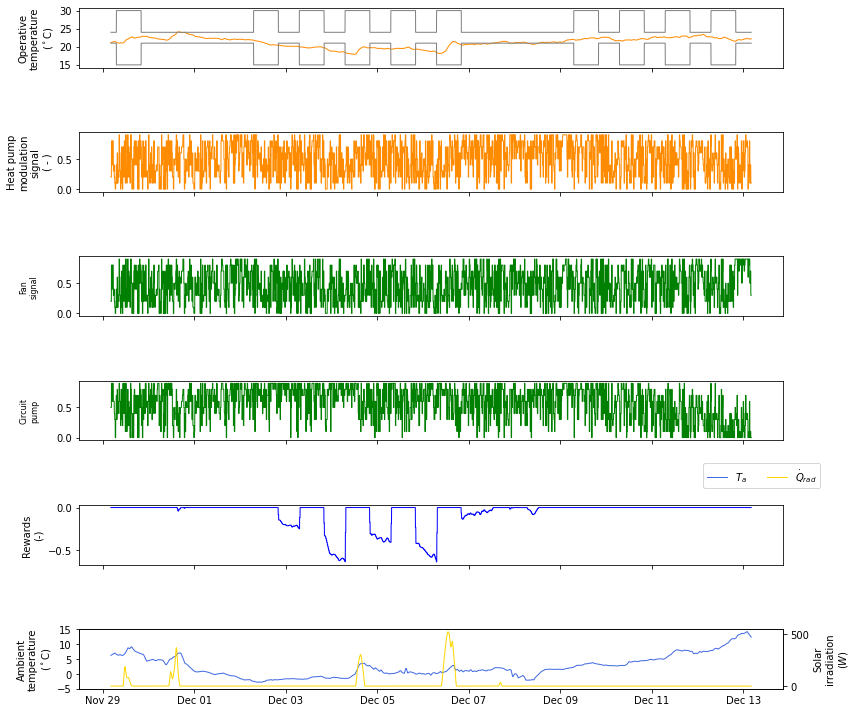 Operative
temperature
(°C)
30
25
20
15
Heat pump
modulation
signal
( - )
0.5
0.0
Fan
signal
0.5
0.0
Circuit
pump
0.5
0.0
T_a Q̇_rad
Rewards
(-)
0.0
−0.5
Ambient
temperature
(°C)
15
10
5
0
−5
500
0
Solar
irradiation
(W)
Nov 29 Dec 01 Dec 03 Dec 05 Dec 07 Dec 09 Dec 11 Dec 13